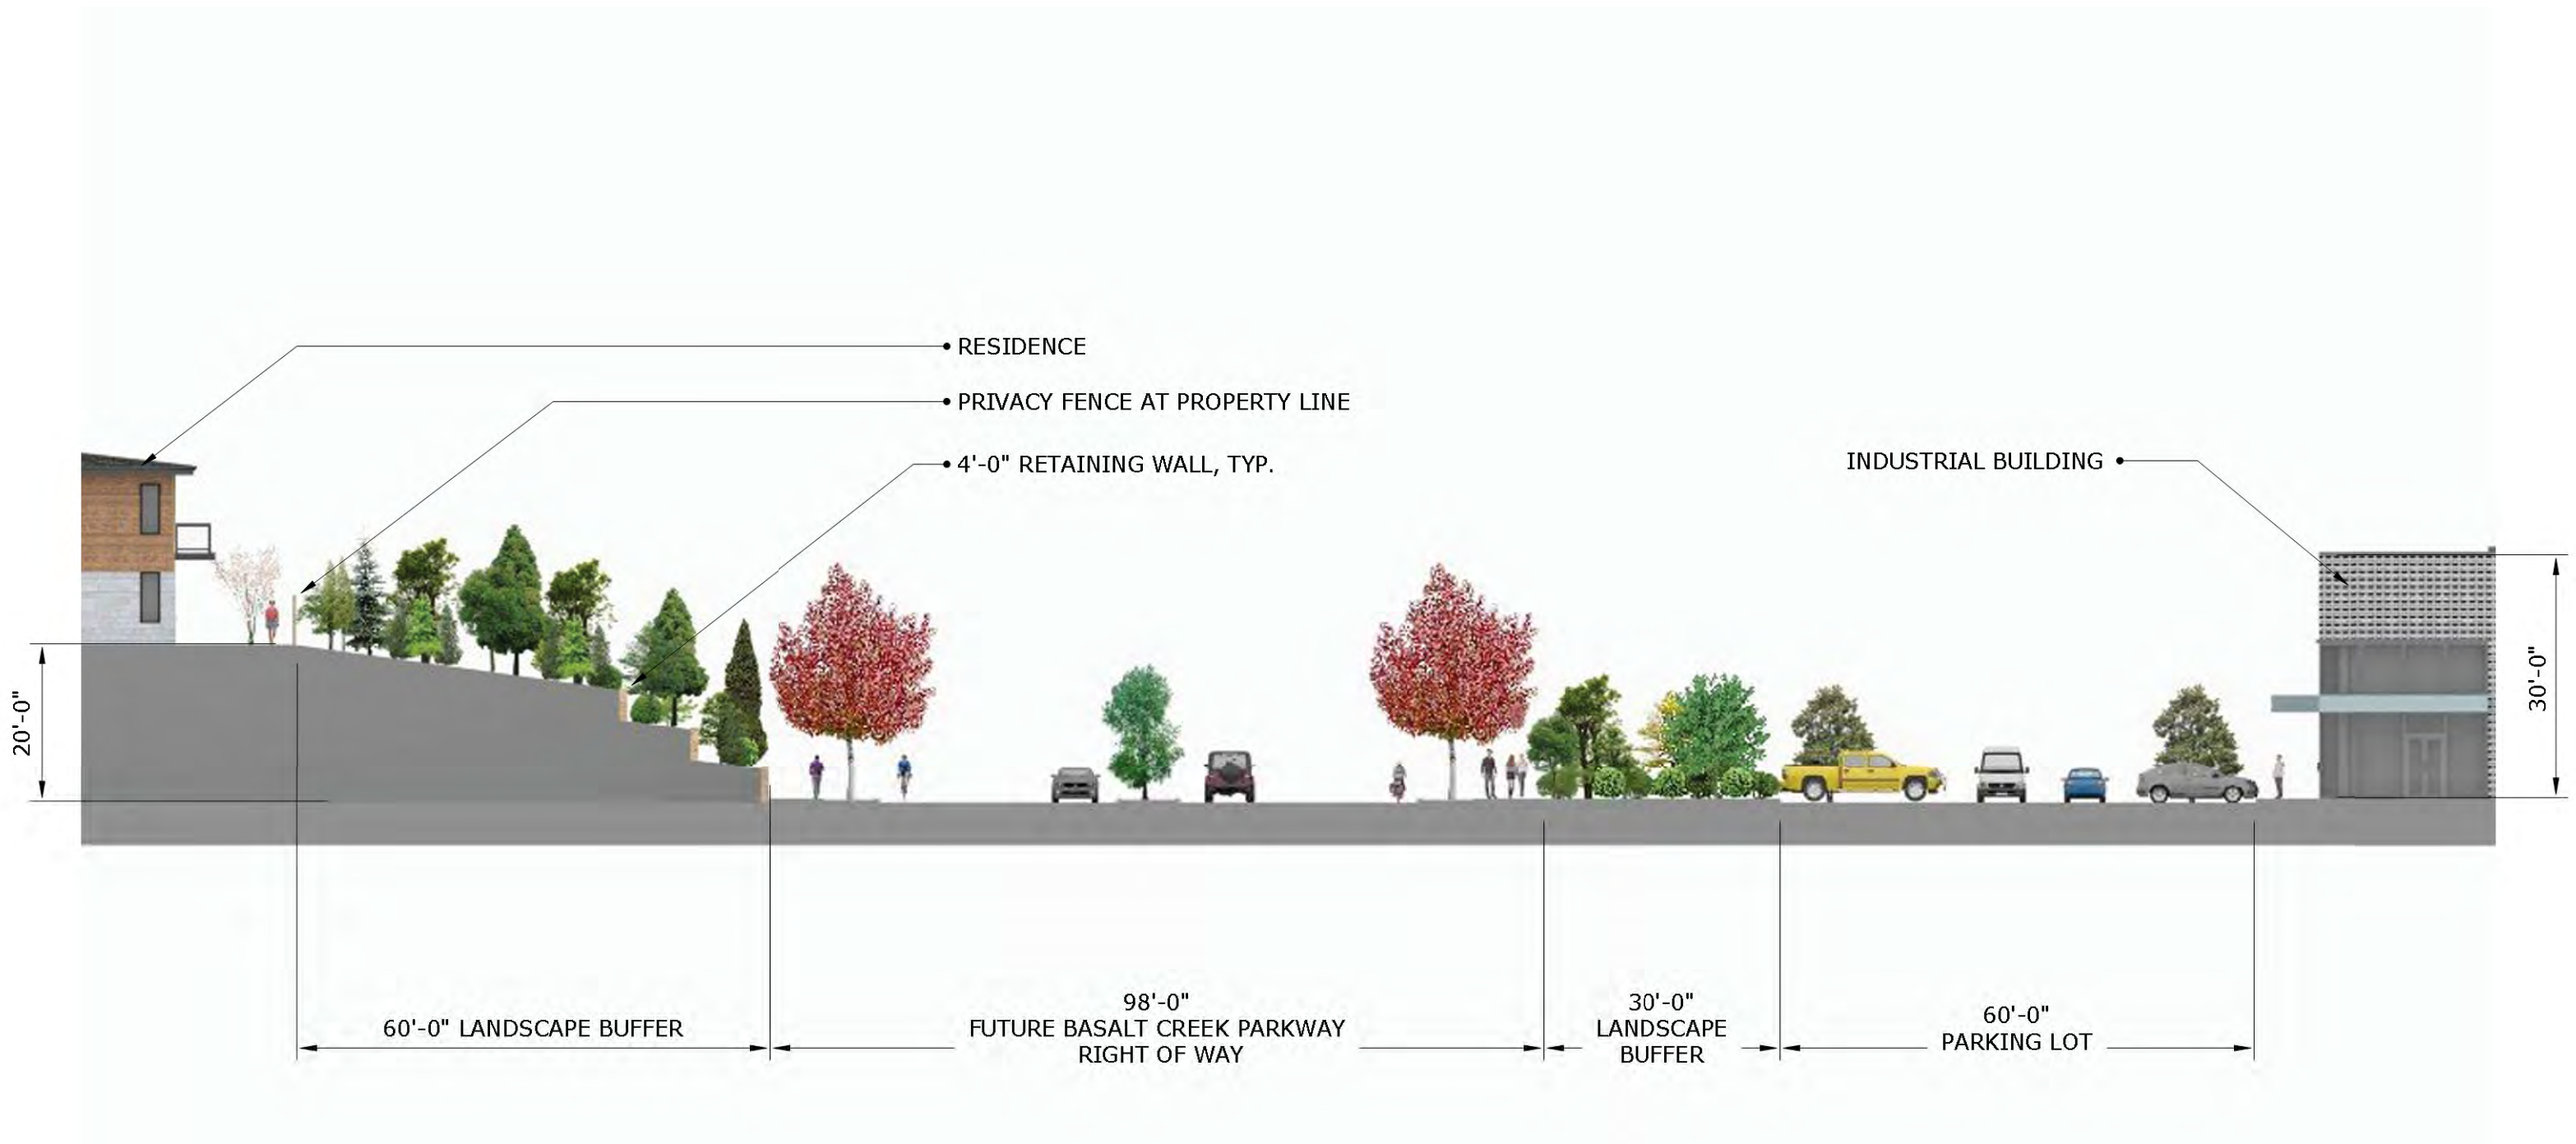 RESIDENCE
PRIVACY FENCE AT PROPERTY LINE
4'-0" RETAINING WALL, TYP.
INDUSTRIAL BUILDING
20'-0"
30'-0"
60'-0" LANDSCAPE BUFFER
98'-0"
FUTURE BASALT CREEK PARKWAY
RIGHT OF WAY
30'-0"
LANDSCAPE
BUFFER
60'-0"
PARKING LOT